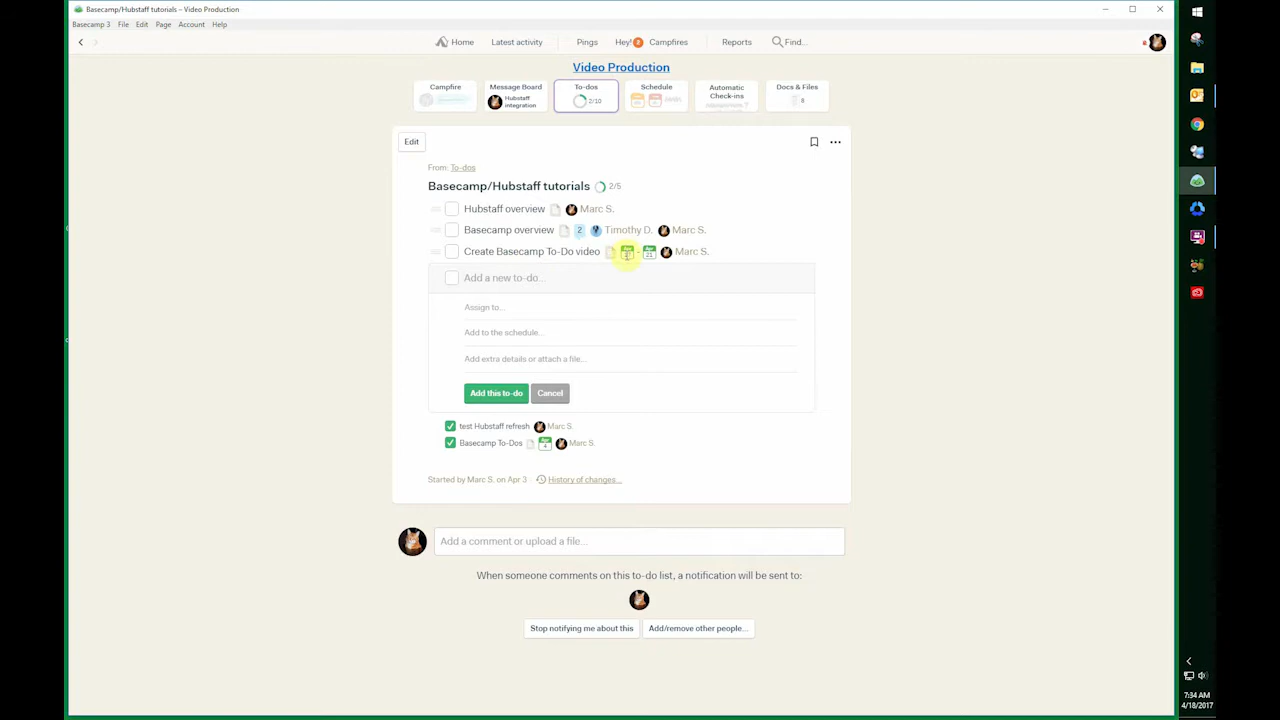 Basecamp/Hubstaff tutorials – Video Production
Basecamp 3 File Edit Page Account Help
Home Latest activity Pings Hey! Campfires Reports Find...
Video Production
Campfire
Message Board
Hubstaff integration
To-dos
2/10
Schedule
Automatic Check-ins
Docs & Files
8
Edit
From: To-dos
Basecamp/Hubstaff tutorials 2/5
Hubstaff overview Marc S.
Basecamp overview 2 Timothy D. Marc S.
Create Basecamp To-Do video Apr - Apr 21 Marc S.
Add a new to-do...
Assign to...
Add to the schedule...
Add extra details or attach a file...
Add this to-do Cancel
test Hubstaff refresh Marc S.
Basecamp To-Dos Apr 4 Marc S.
Started by Marc S. on Apr 3 · History of changes...
Add a comment or upload a file...
When someone comments on this to-do list, a notification will be sent to:
Stop notifying me about this Add/remove other people...
7:34 AM
4/18/2017